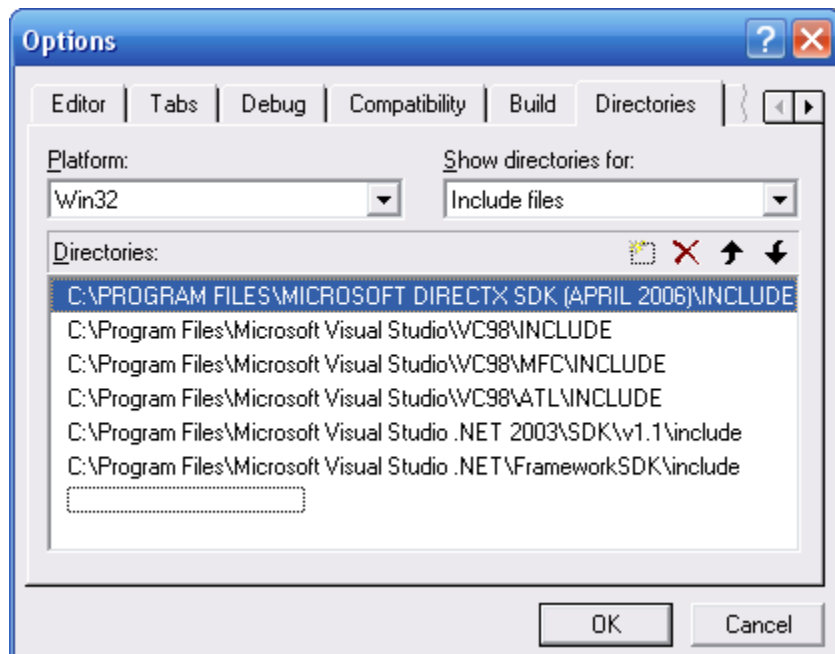 Options
Editor Tabs Debug Compatibility Build Directories
Platform: Show directories for:
Win32 Include files
Directories:
C:\PROGRAM FILES\MICROSOFT DIRECTX SDK (APRIL 2006)\INCLUDE
C:\Program Files\Microsoft Visual Studio\VC98\INCLUDE
C:\Program Files\Microsoft Visual Studio\VC98\MFC\INCLUDE
C:\Program Files\Microsoft Visual Studio\VC98\ATL\INCLUDE
C:\Program Files\Microsoft Visual Studio .NET 2003\SDK\v1.1\include
C:\Program Files\Microsoft Visual Studio .NET\FrameworkSDK\include
OK Cancel